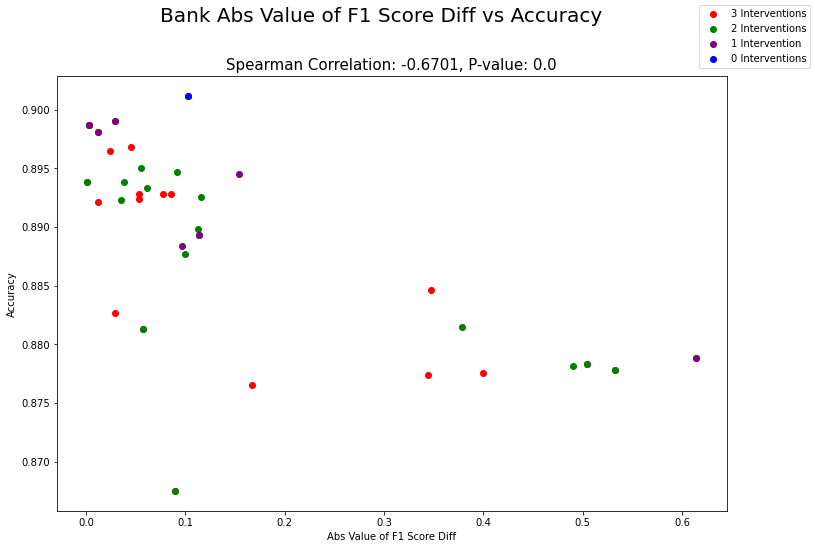 Bank Abs Value of F1 Score Diff vs Accuracy
3 Interventions
2 Interventions
1 Intervention
0 Interventions
Spearman Correlation: -0.6701, P-value: 0.0
0.900
0.895
0.890
0.885
0.880
0.875
0.870
Accuracy
0.0 0.1 0.2 0.3 0.4 0.5 0.6
Abs Value of F1 Score Diff